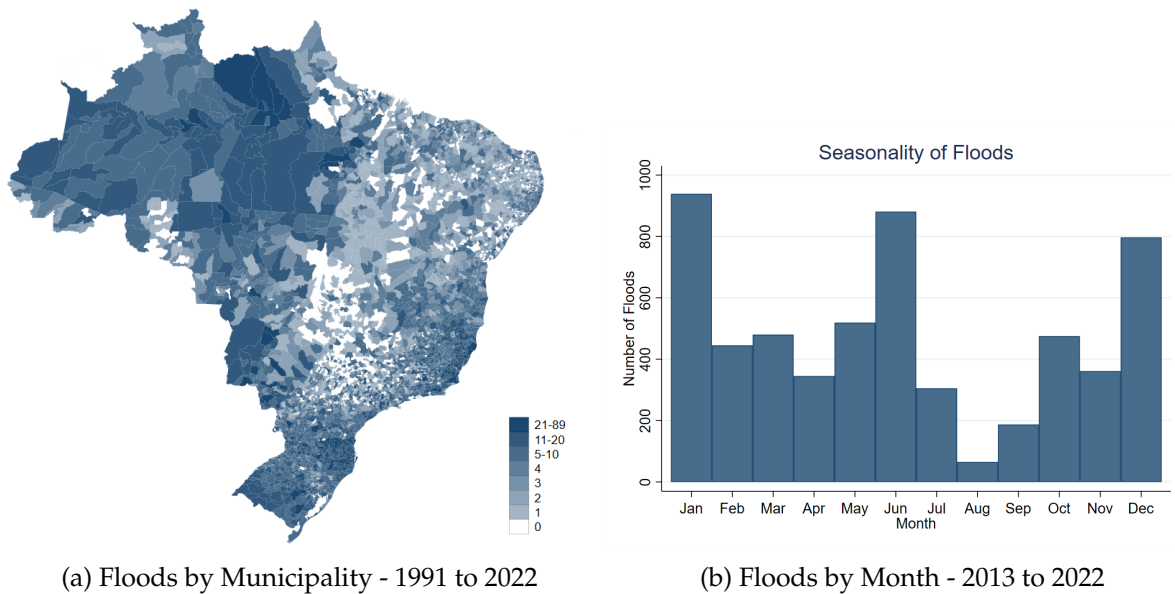 21-89
11-20
5-10
4
3
2
1
0
(a) Floods by Municipality - 1991 to 2022
Seasonality of Floods
Number of Floods
1000
800
600
400
200
0
Jan Feb Mar Apr May Jun Jul Aug Sep Oct Nov Dec
Month
(b) Floods by Month - 2013 to 2022